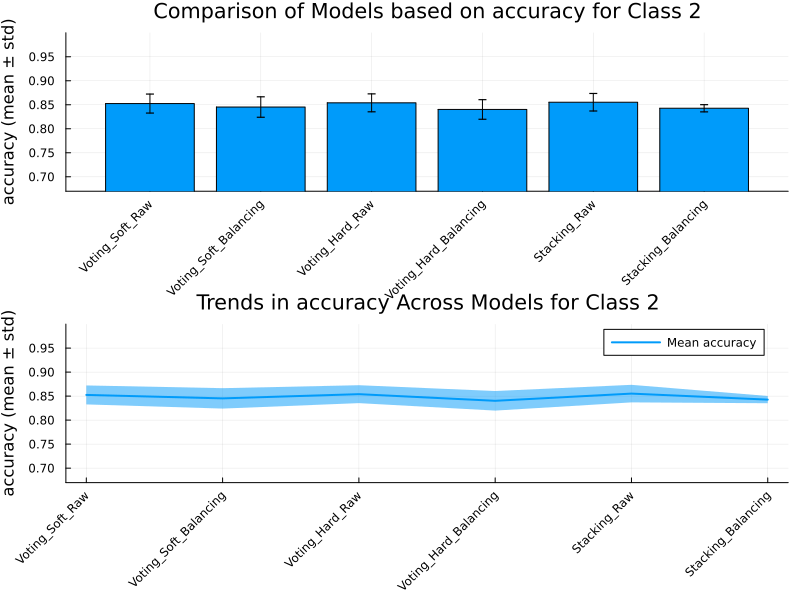 Comparison of Models based on accuracy for Class 2
accuracy (mean ± std)
0.95
0.90
0.85
0.80
0.75
0.70
Voting_Soft_Raw
Voting_Soft_Balancing
Voting_Hard_Raw
Voting_Hard_Balancing
Stacking_Raw
Stacking_Balancing
Trends in accuracy Across Models for Class 2
accuracy (mean ± std)
0.95
0.90
0.85
0.80
0.75
0.70
Mean accuracy
Voting_Soft_Raw
Voting_Soft_Balancing
Voting_Hard_Raw
Voting_Hard_Balancing
Stacking_Raw
Stacking_Balancing